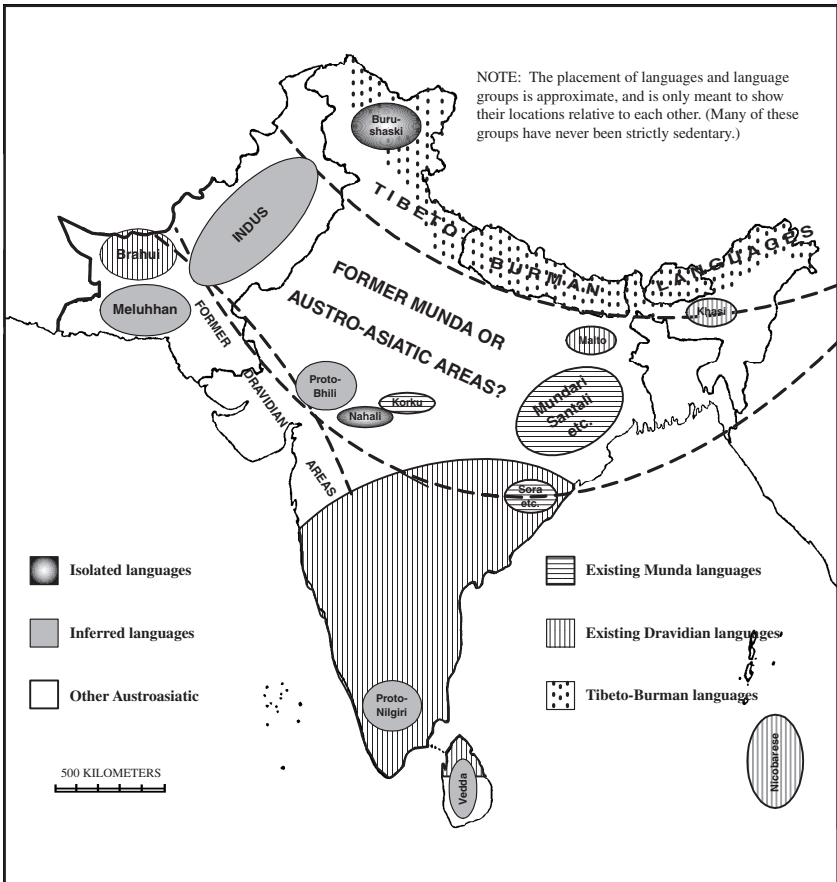 NOTE: The placement of languages and language
groups is approximate, and is only meant to show
their locations relative to each other. (Many of these
groups have never been strictly sedentary.)
Buru-
shaski
TIBETO BURMAN LANGUAGES
INDUS
Brahui
Meluhhan
FORMER DRAVIDIAN AREAS
FORMER MUNDA OR
AUSTRO-ASIATIC AREAS?
Khasi
Malto
Proto-
Bhili
Korku
Nahali
Mundari
Santali
etc.
Sora
etc.
Isolated languages
Inferred languages
Other Austroasiatic
Existing Munda languages
Existing Dravidian languages
Tibeto-Burman languages
Proto-
Nilgiri
Vedda
Nicobarese
500 KILOMETERS